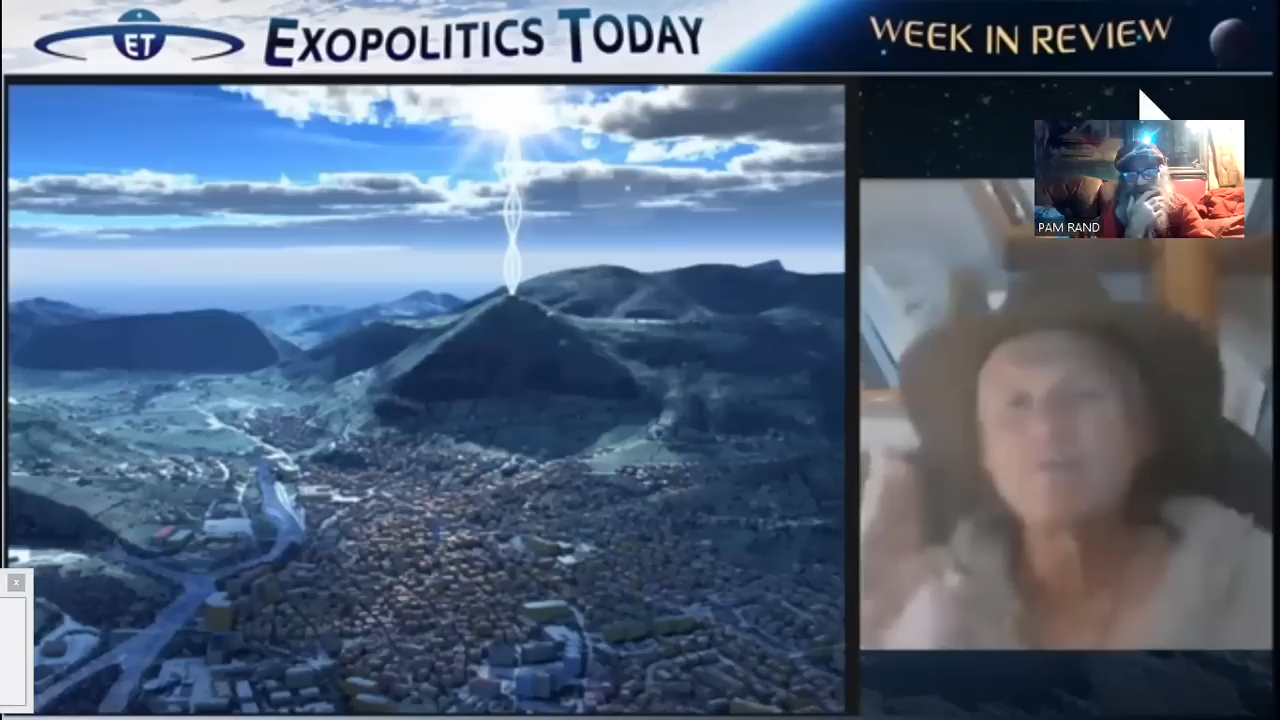 ET
EXOPOLITICS TODAY
WEEK IN REVIEW
PAM RAND
x